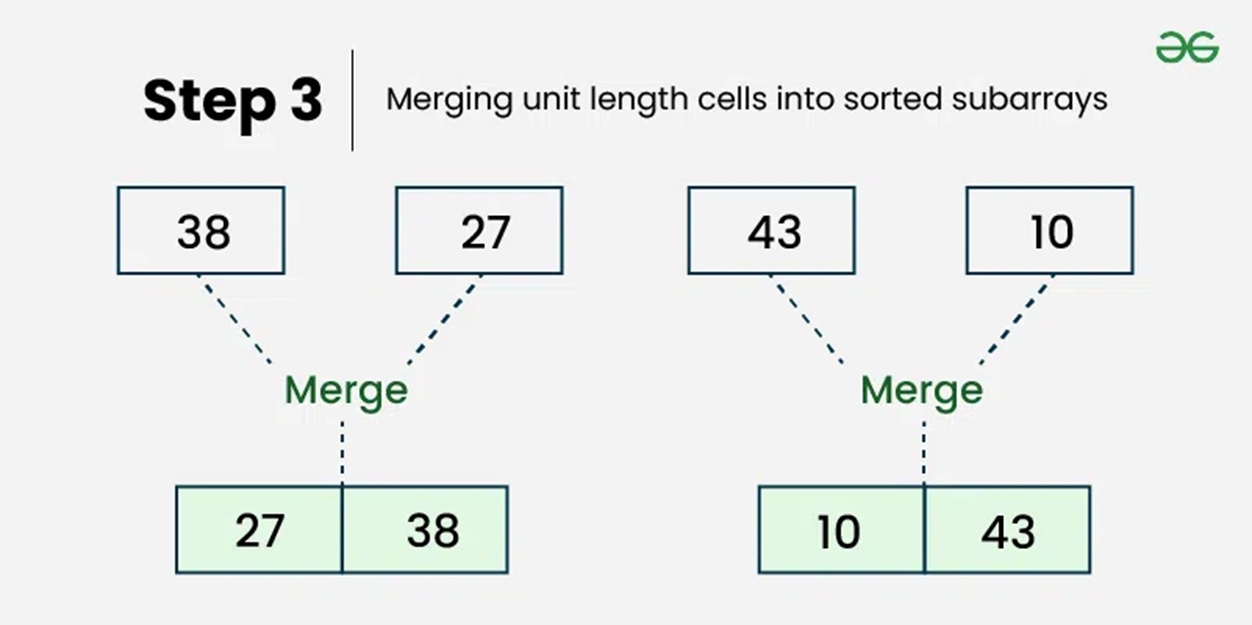 Step 3
Merging unit length cells into sorted subarrays
38 27 43 10
Merge Merge
27 38 10 43